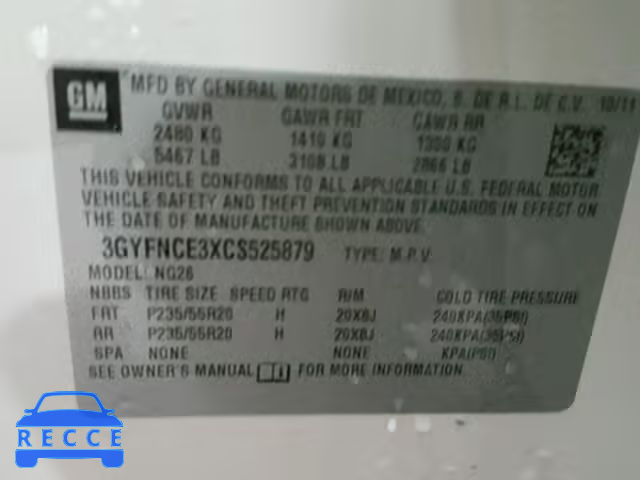 GM
MFD BY GENERAL MOTORS DE MEXICO, S. DE R.L. DE C.V. 10/11
GVWR GAWR FRT GAWR RR
2480 KG 1410 KG 1300 KG
5467 LB 3108 LB 2866 LB
THIS VEHICLE CONFORMS TO ALL APPLICABLE U.S. FEDERAL MOTOR
VEHICLE SAFETY AND THEFT PREVENTION STANDARDS IN EFFECT ON
THE DATE OF MANUFACTURE SHOWN ABOVE.
3GYFNCE3XCS525879 TYPE: M.P.V.
MODEL: NG26
TIRE SIZE SPEED RTG RIM COLD TIRE PRESSURE
FRT P235/55R20 H 20X8J 240KPA(35PSI)
RR P235/55R20 H 20X8J 240KPA(35PSI)
SPA NONE NONE KPA(PSI)
SEE OWNER'S MANUAL FOR MORE INFORMATION.
RECCE